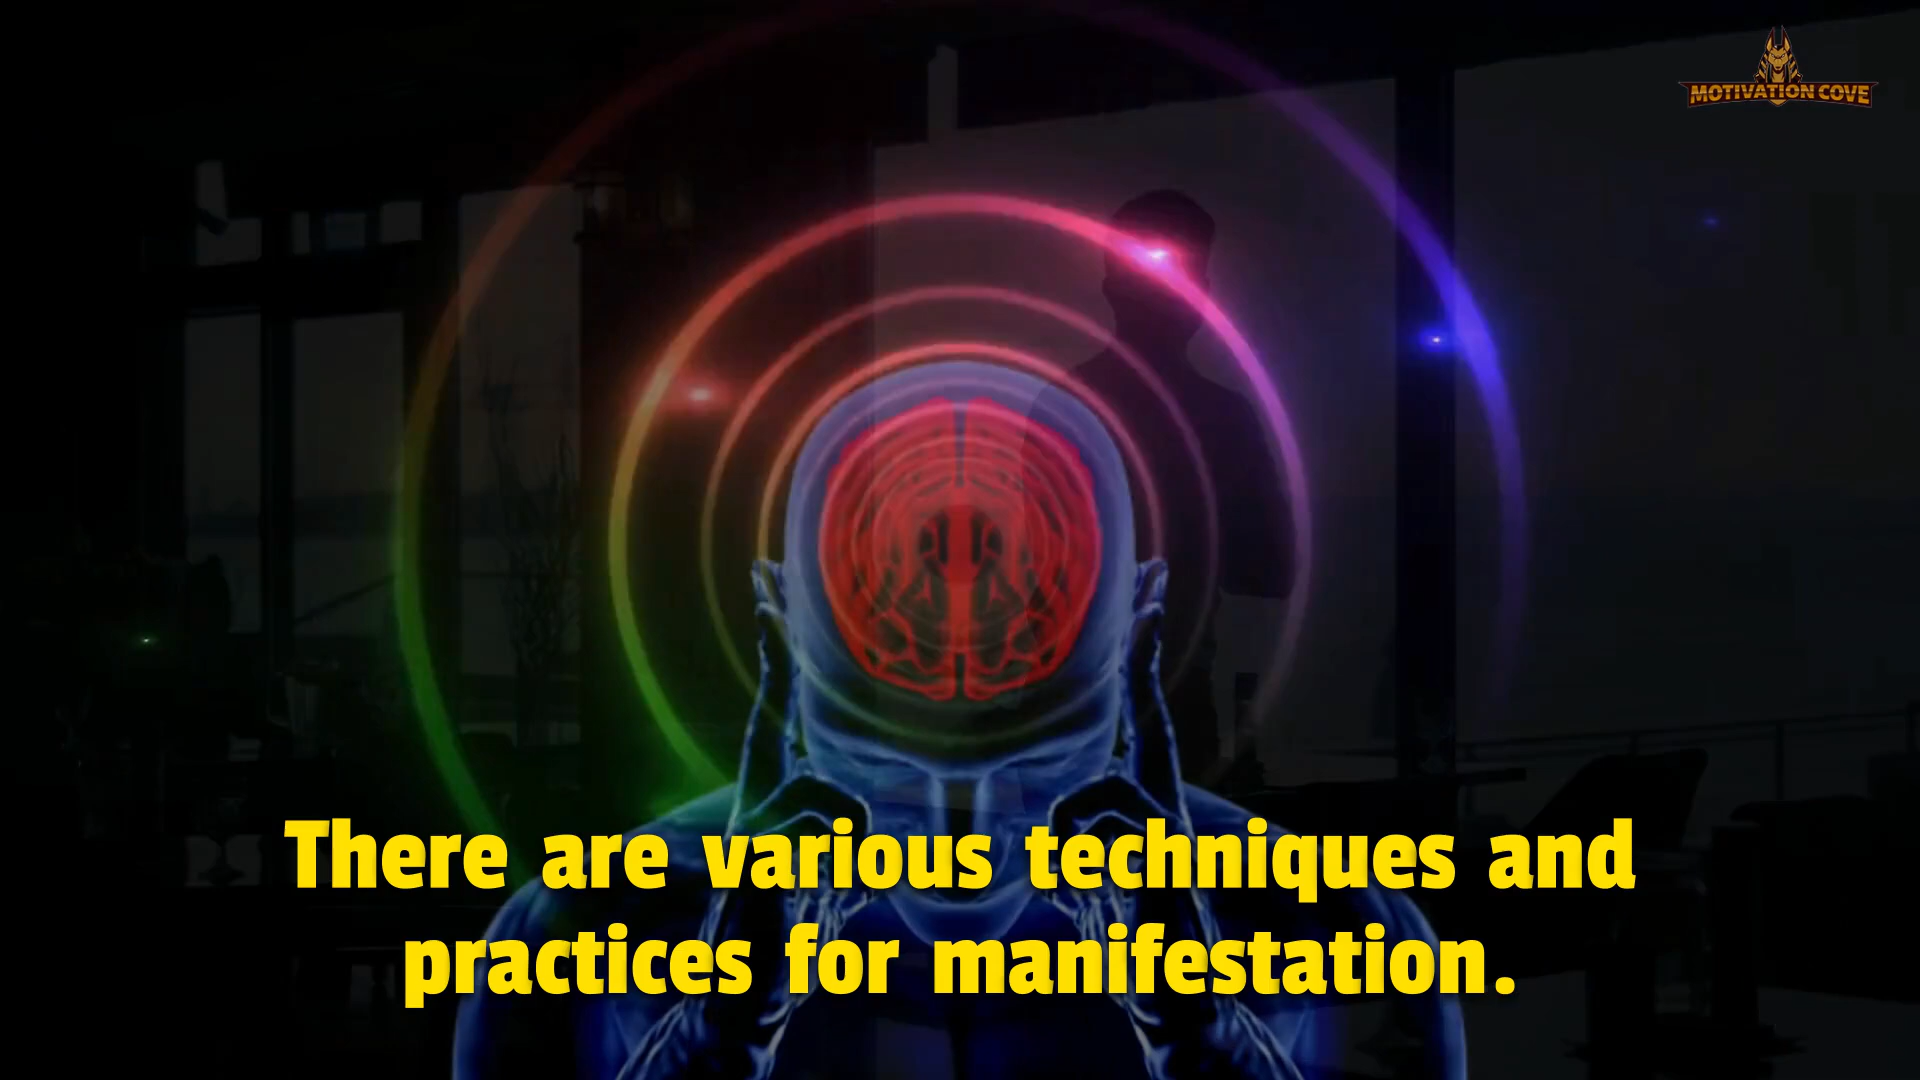 MOTIVATION COVE
There are various techniques and
practices for manifestation.